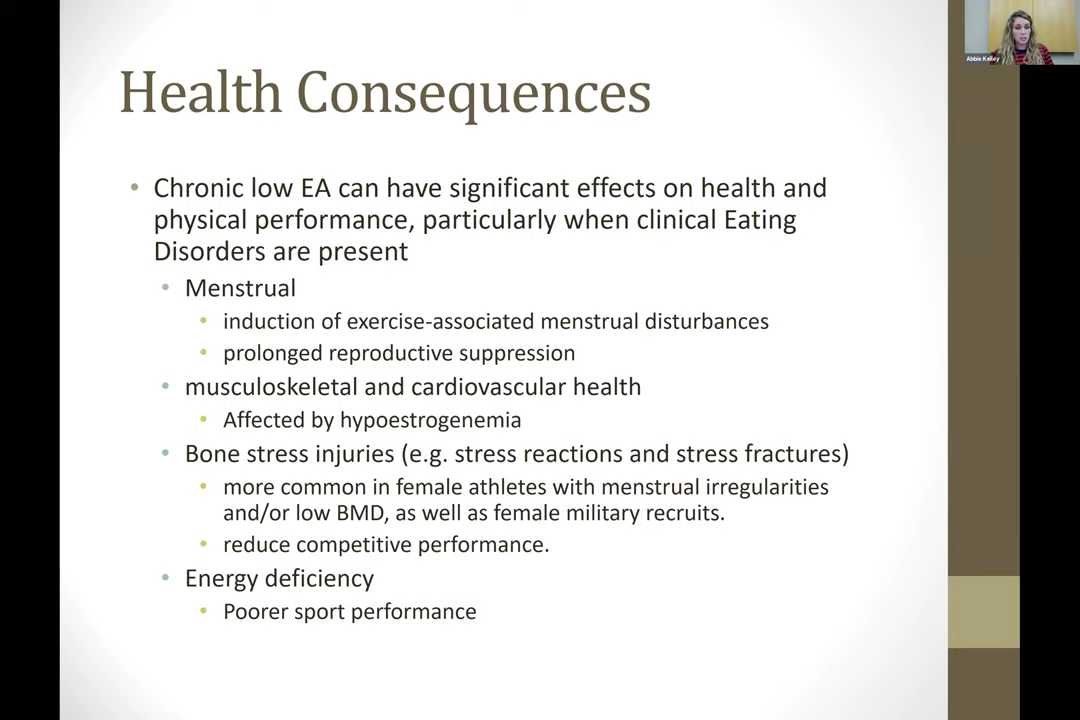 Abbie Kelley
Health Consequences
• Chronic low EA can have significant effects on health and
physical performance, particularly when clinical Eating
Disorders are present
• Menstrual
• induction of exercise-associated menstrual disturbances
• prolonged reproductive suppression
• musculoskeletal and cardiovascular health
• Affected by hypoestrogenemia
• Bone stress injuries (e.g. stress reactions and stress fractures)
• more common in female athletes with menstrual irregularities
and/or low BMD, as well as female military recruits.
• reduce competitive performance.
• Energy deficiency
• Poorer sport performance